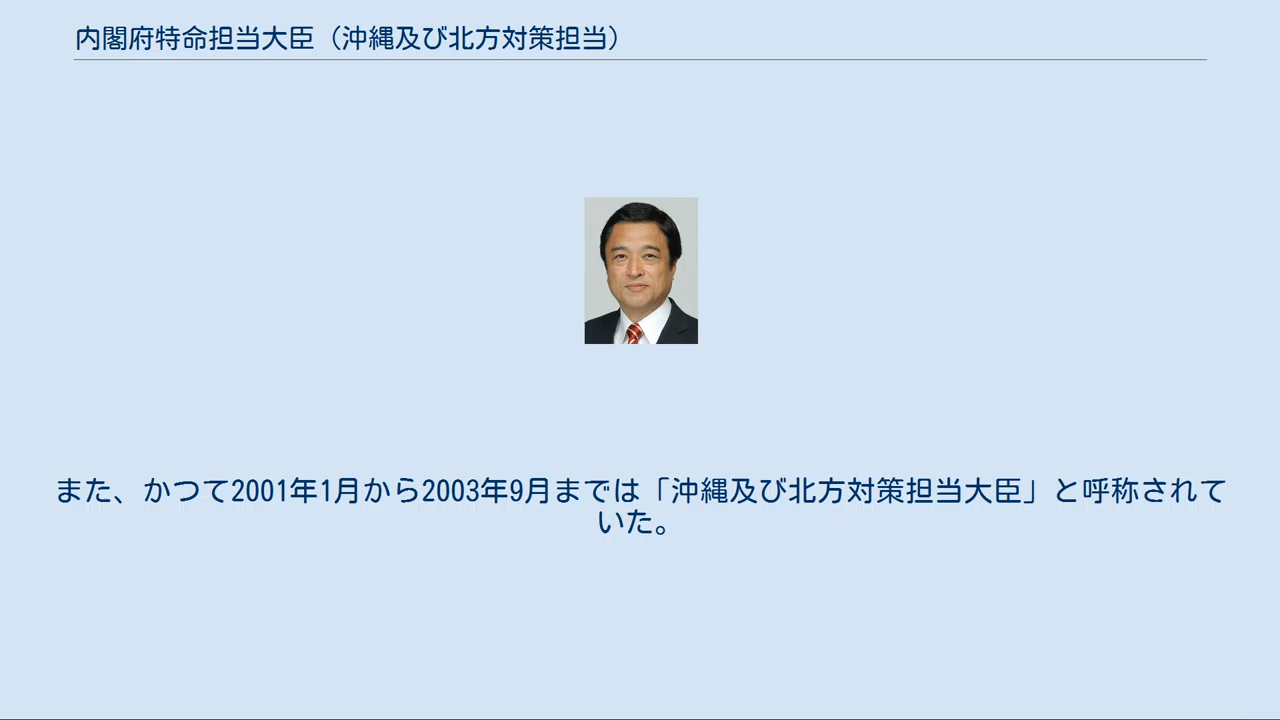 内閣府特命担当大臣（沖縄及び北方対策担当）
また、かつて2001年1月から2003年9月までは「沖縄及び北方対策担当大臣」と呼称されて
いた。